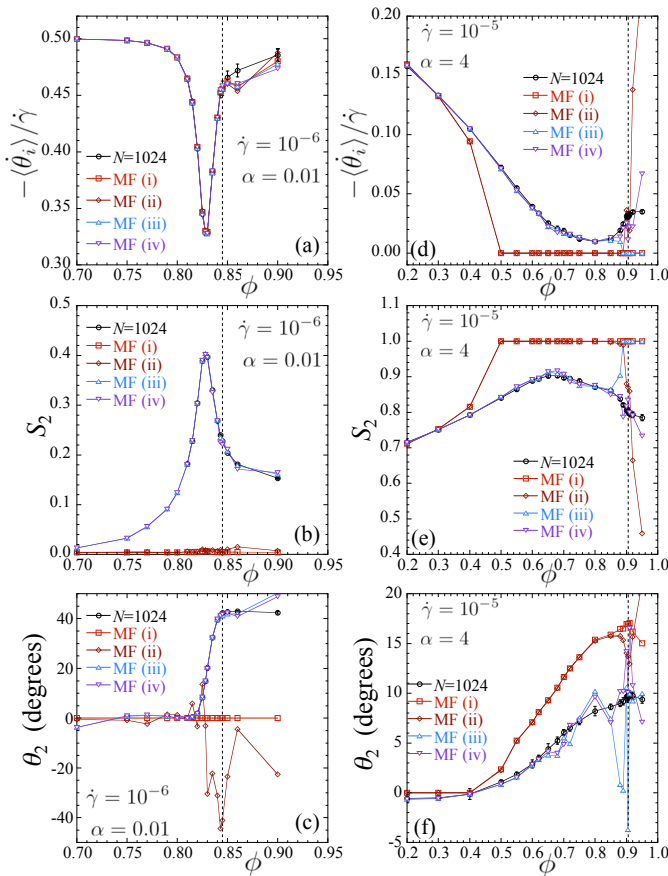 0.50
0.45
0.40
0.35
0.30
−⟨θ̇ᵢ⟩/γ̇
N=1024
MF (i)
MF (ii)
MF (iii)
MF (iv)
γ̇ = 10⁻⁶
α = 0.01
(a)
0.70 0.75 0.80 0.85 0.90 0.95
ϕ
0.20
0.15
0.10
0.05
0.00
−⟨θ̇ᵢ⟩/γ̇
γ̇ = 10⁻⁵
α = 4
N=1024
MF (i)
MF (ii)
MF (iii)
MF (iv)
(d)
0.2 0.3 0.4 0.5 0.6 0.7 0.8 0.9 1.0
ϕ
0.5
0.4
0.3
0.2
0.1
0.0
S₂
N=1024
MF (i)
MF (ii)
MF (iii)
MF (iv)
γ̇ = 10⁻⁶
α = 0.01
(b)
0.70 0.75 0.80 0.85 0.90 0.95
ϕ
1.1
1.0
0.9
0.8
0.7
0.6
0.5
0.4
S₂
γ̇ = 10⁻⁵
α = 4
N=1024
MF (i)
MF (ii)
MF (iii)
MF (iv)
(e)
0.2 0.3 0.4 0.5 0.6 0.7 0.8 0.9 1.0
ϕ
40
20
0
-20
-40
θ₂ (degrees)
N=1024
MF (i)
MF (ii)
MF (iii)
MF (iv)
γ̇ = 10⁻⁶
α = 0.01
(c)
0.70 0.75 0.80 0.85 0.90 0.95
ϕ
20
15
10
5
0
-5
θ₂ (degrees)
γ̇ = 10⁻⁵
α = 4
N=1024
MF (i)
MF (ii)
MF (iii)
MF (iv)
(f)
0.2 0.3 0.4 0.5 0.6 0.7 0.8 0.9 1.0
ϕ